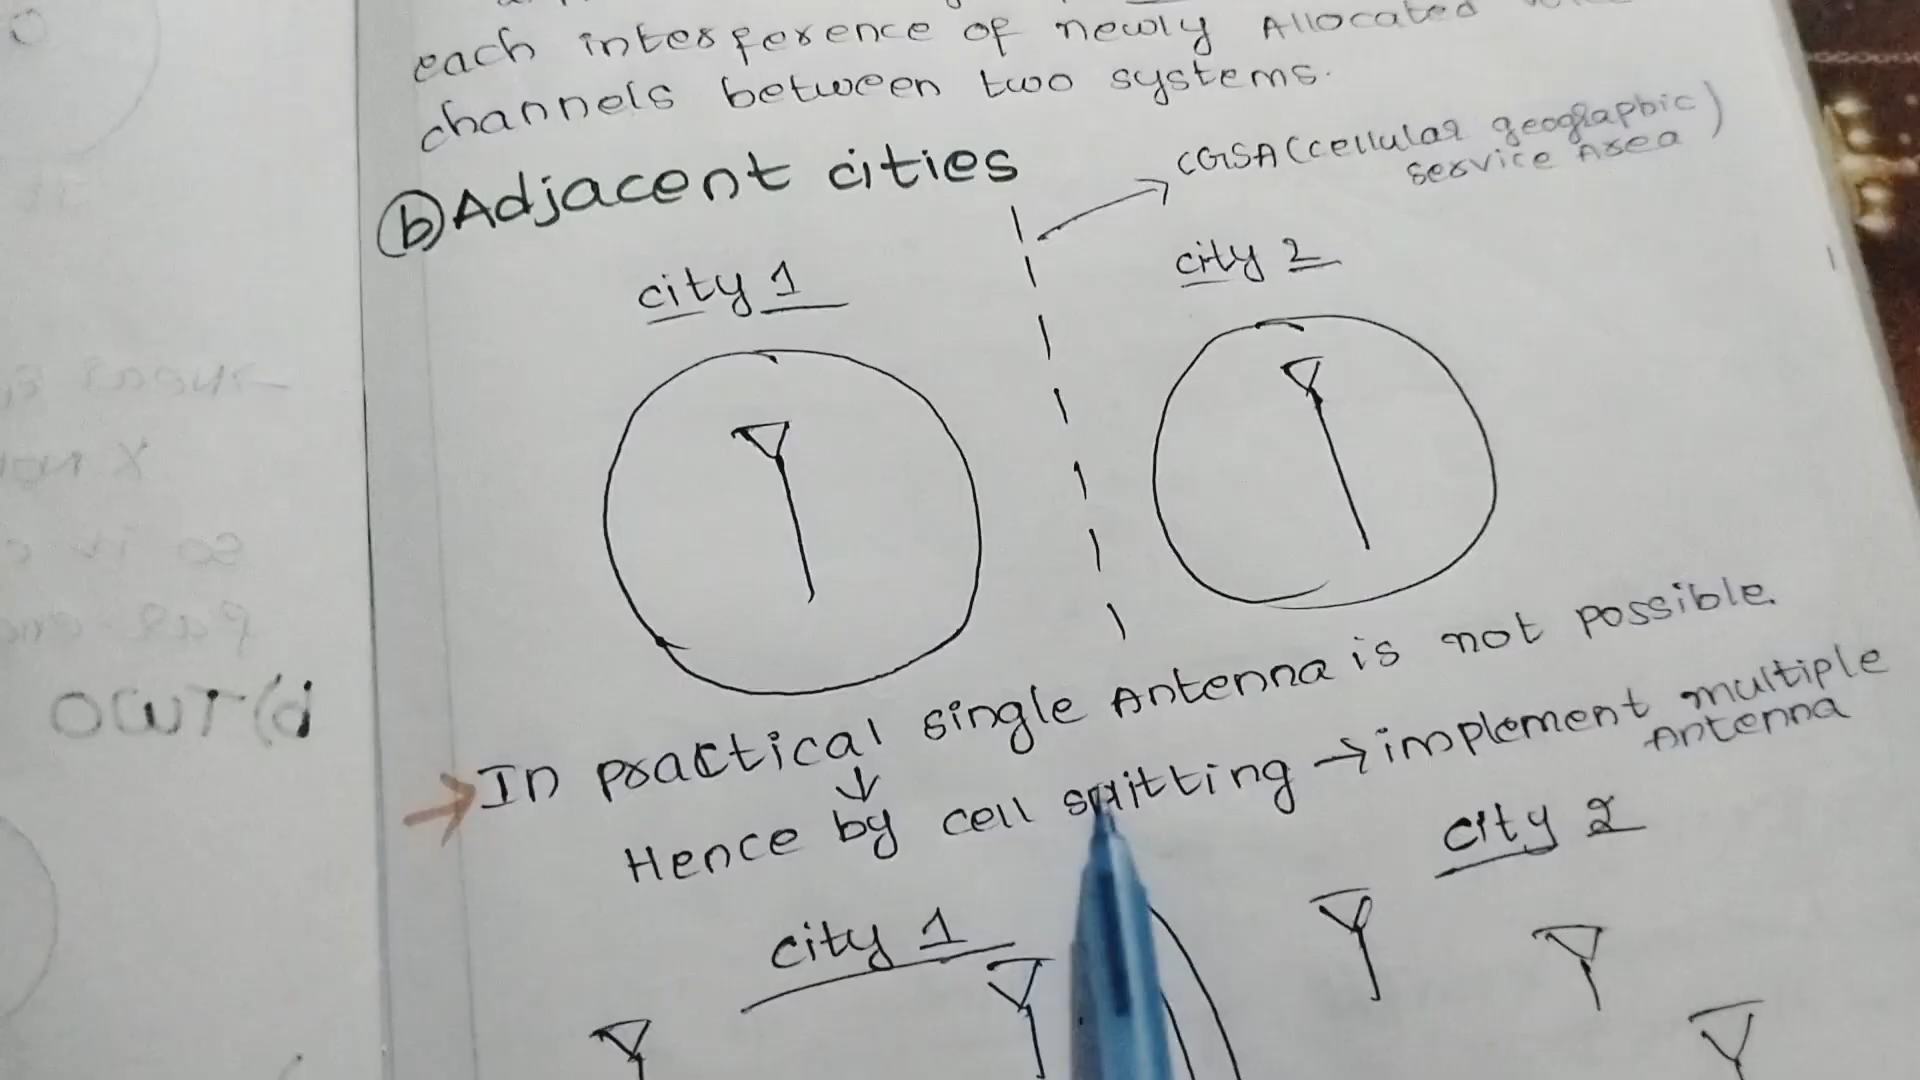 each interference of newly Allocated
channels between two systems.
CGSA (cellular geographic)
service Area
(b) Adjacent cities
city 1
city 2
→ In practical single Antenna is not possible.
↓
Hence by cell splitting → implement multiple
Antenna
city 1
city 2